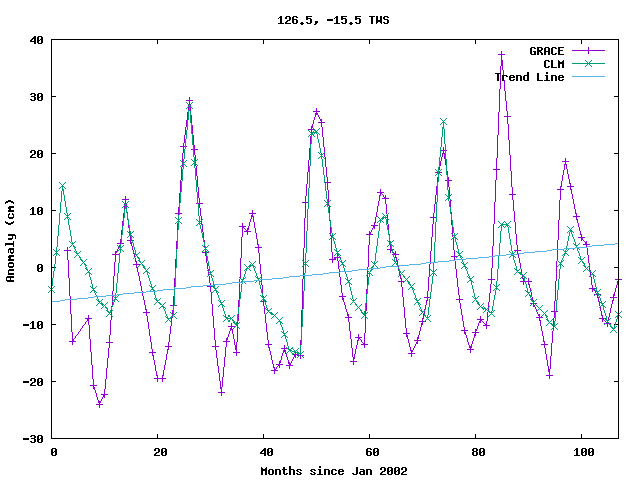 126.5, -15.5 TWS
GRACE
CLM
Trend Line
40
30
20
10
0
-10
-20
-30
Anomaly (cm)
0 20 40 60 80 100
Months since Jan 2002